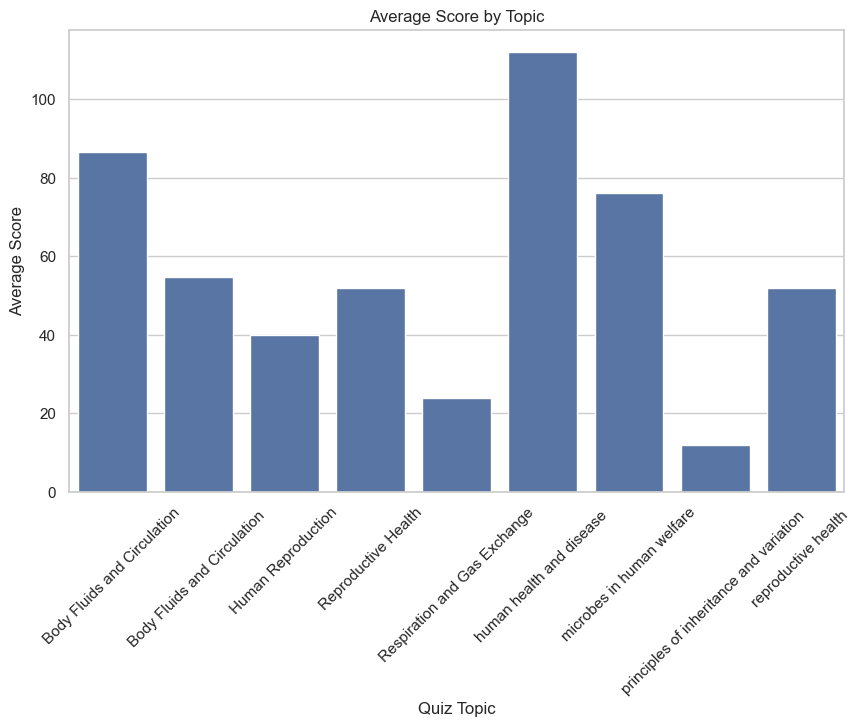 Average Score by Topic
Average Score
100
80
60
40
20
0
Body Fluids and Circulation
Body Fluids and Circulation
Human Reproduction
Reproductive Health
Respiration and Gas Exchange
human health and disease
microbes in human welfare
principles of inheritance and variation
reproductive health
Quiz Topic